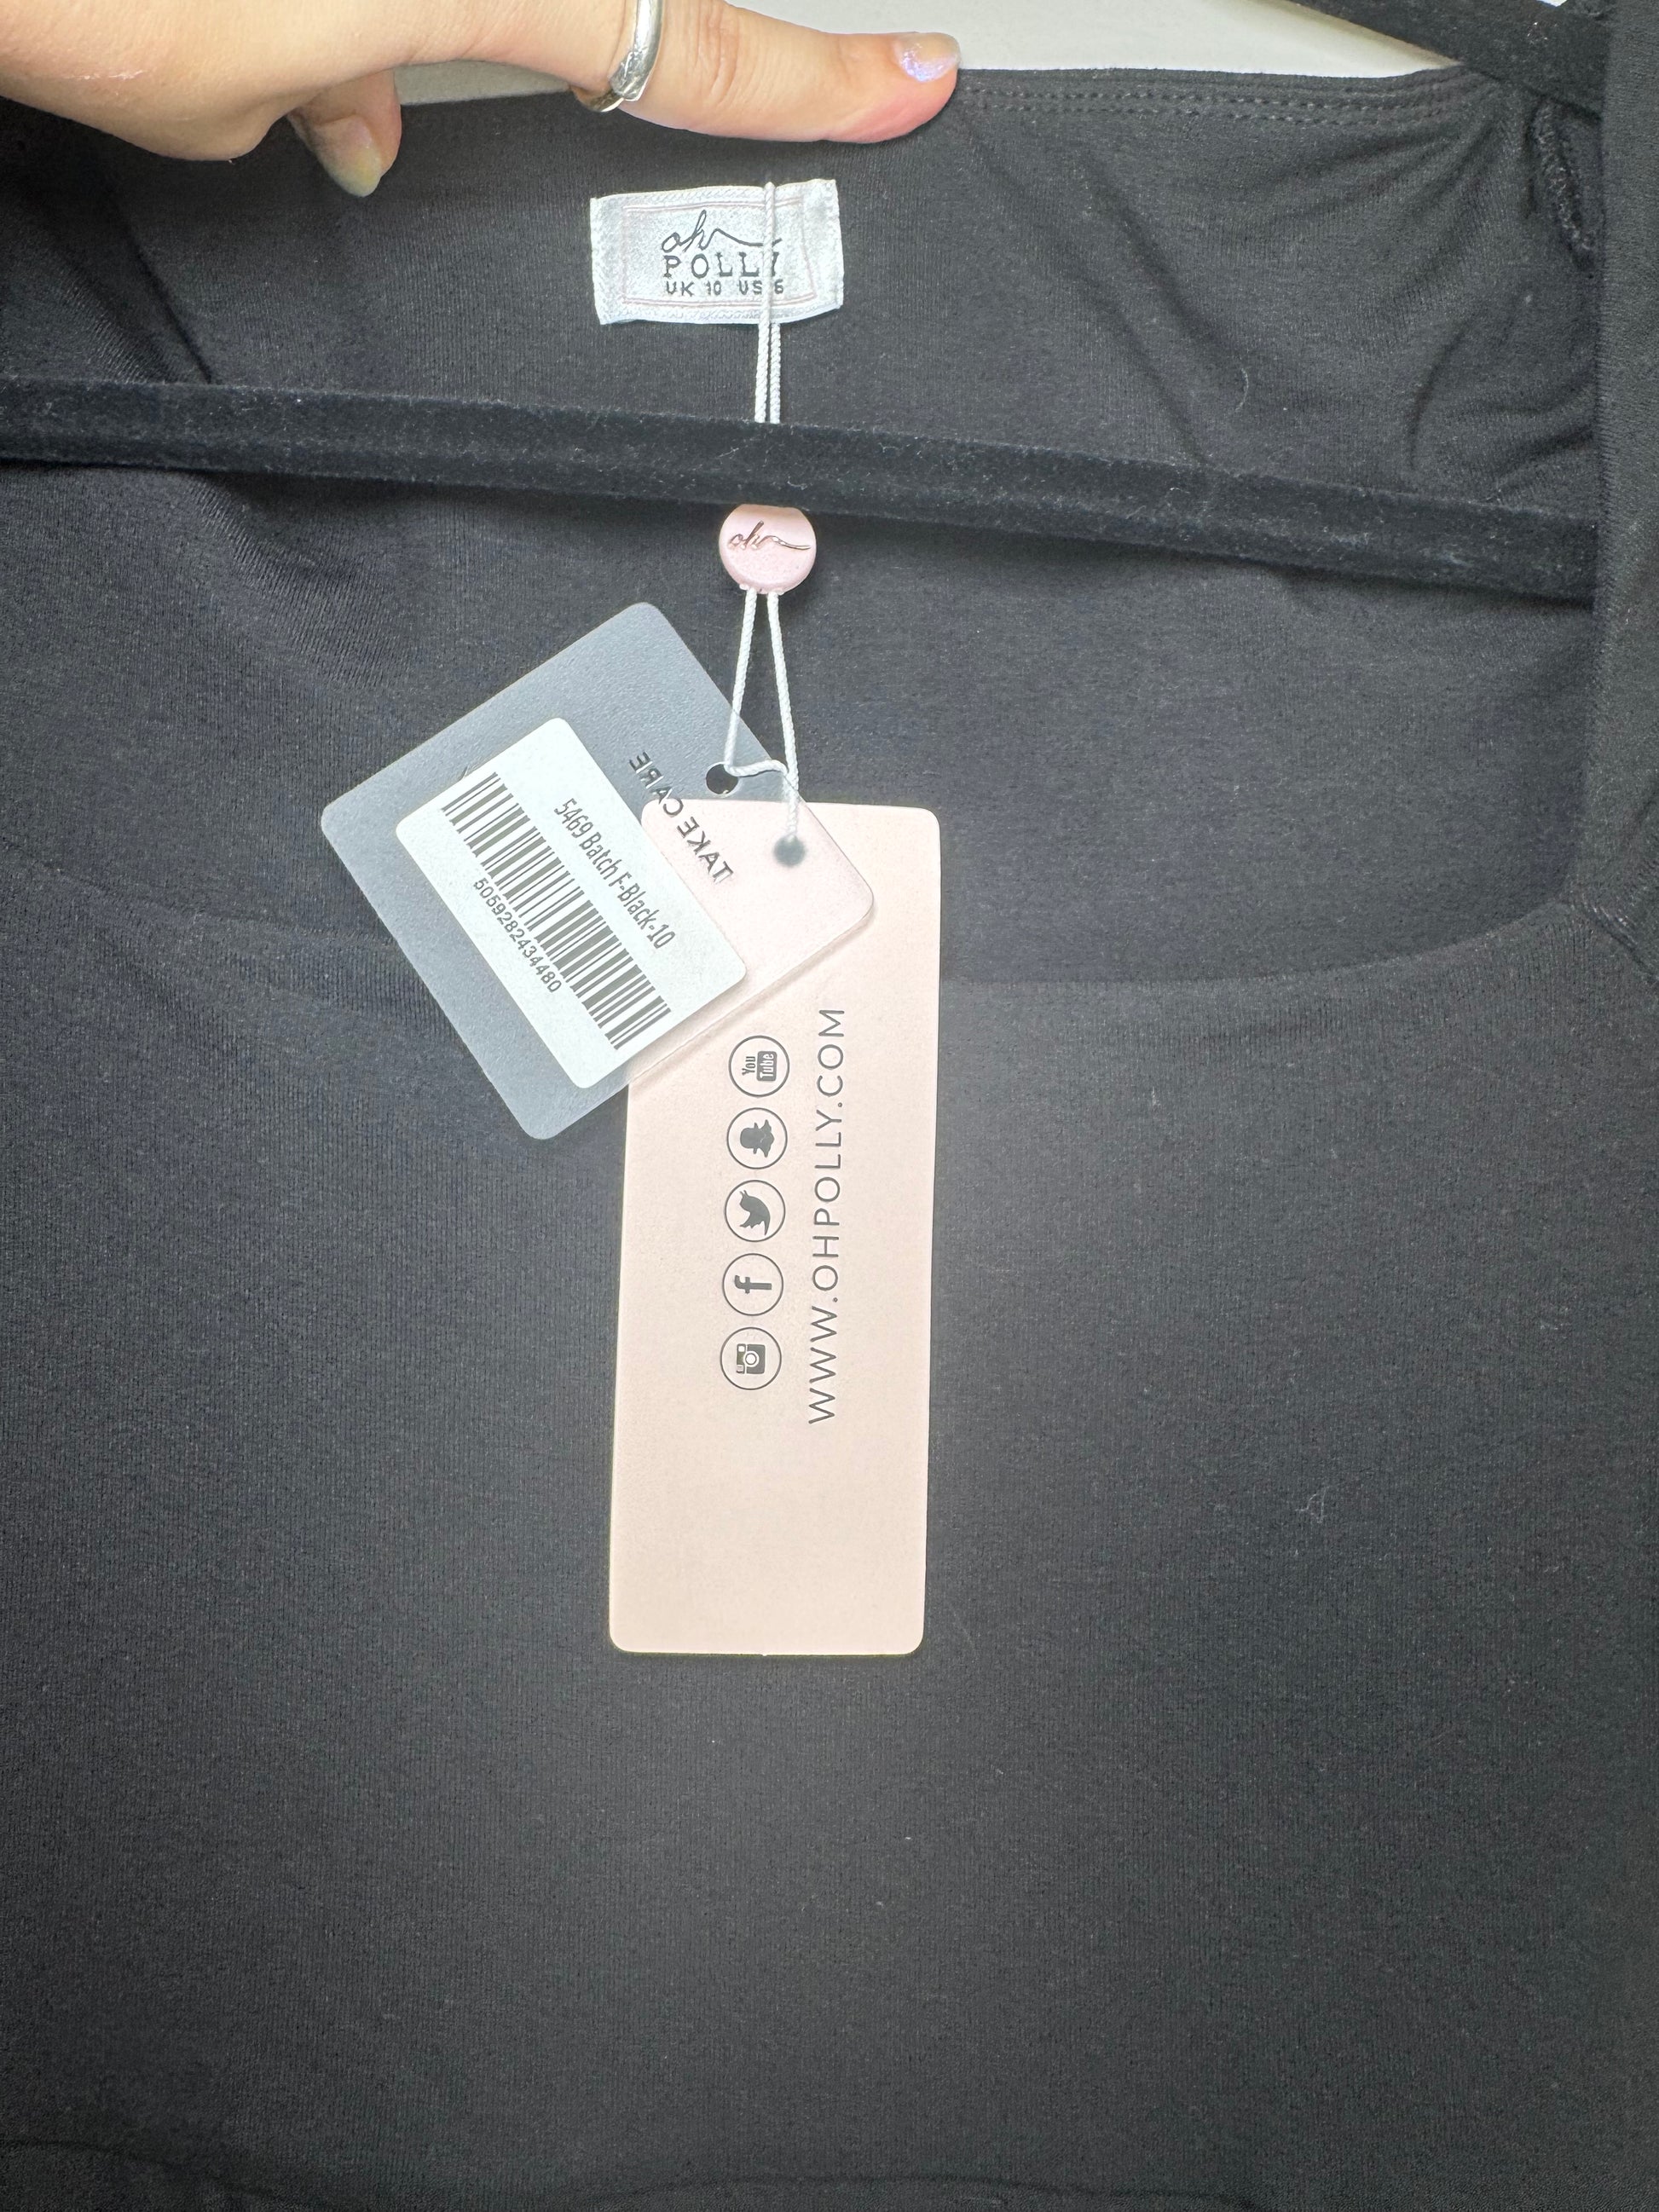 oh
POLLY
UK 10 US 6
oh
TAKE CARE
5469 Batch F-Black-10
5059282434480
You
Tube
WWW.OHPOLLY.COM